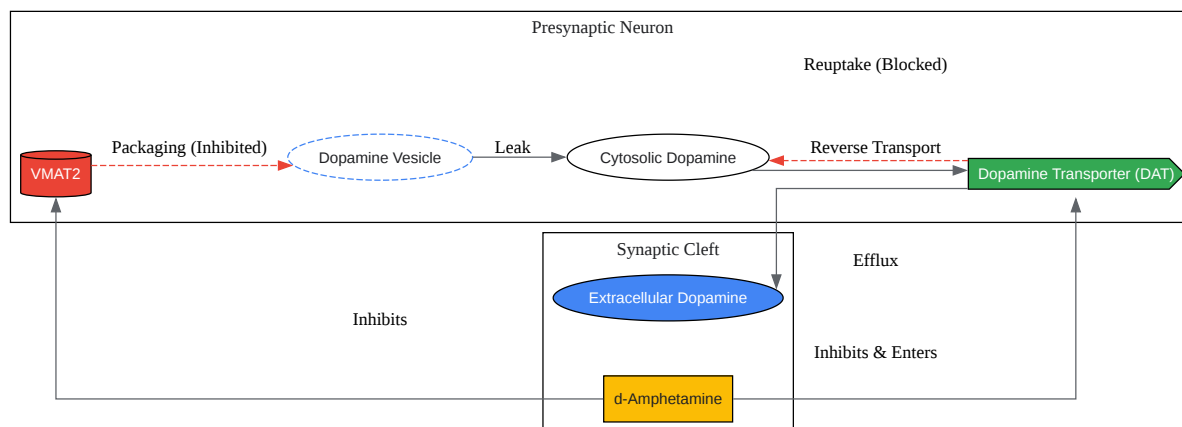 Presynaptic Neuron
Reuptake (Blocked)
Packaging (Inhibited)
Dopamine Vesicle
Leak
Cytosolic Dopamine
Reverse Transport
VMAT2
Dopamine Transporter (DAT)
Synaptic Cleft
Efflux
Extracellular Dopamine
Inhibits
Inhibits & Enters
d-Amphetamine